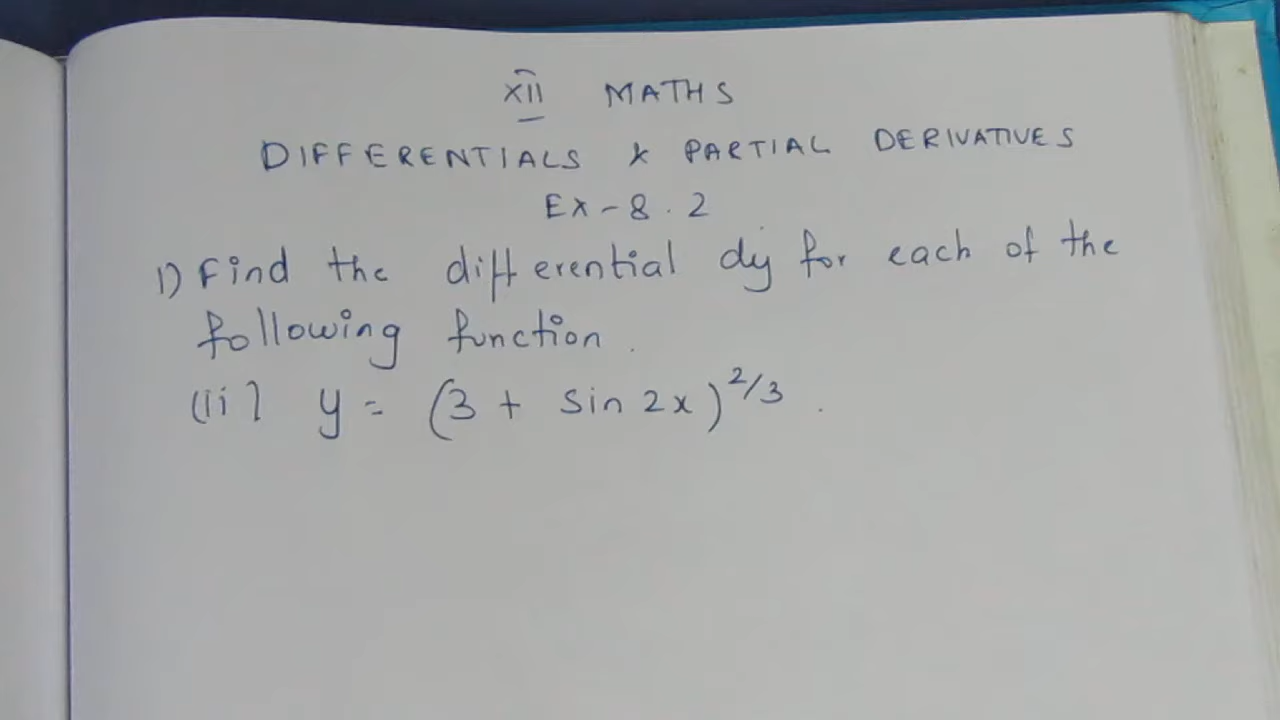 XII MATHS
DIFFERENTIALS & PARTIAL DERIVATIVES
EX-8.2
1) Find the differential dy for each of the
following function.
(ii) y = (3 + sin 2x)^2/3.